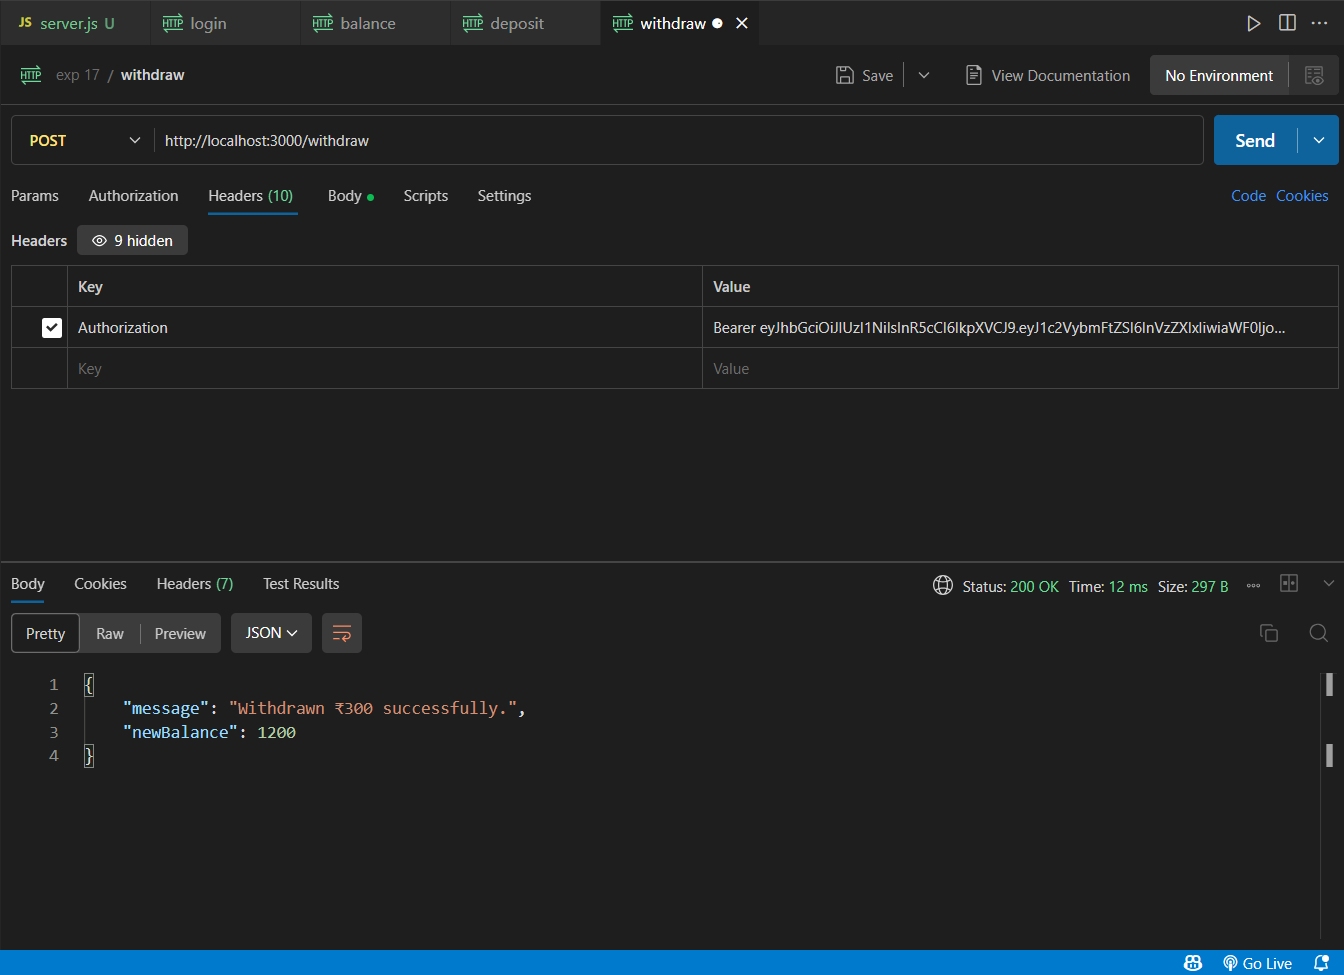 JS server.js U HTTP login HTTP balance HTTP deposit HTTP withdraw
HTTP exp 17 / withdraw Save View Documentation No Environment
POST http://localhost:3000/withdraw Send
Params Authorization Headers (10) Body Scripts Settings Code Cookies
Headers 9 hidden
Key Value
Authorization Bearer eyJhbGciOiJIUzI1NiIsInR5cCI6IkpXVCJ9.eyJ1c2VybmFtZSI6InVzZXIxIiwiaWF0Ijo...
Key Value
Body Cookies Headers (7) Test Results Status: 200 OK Time: 12 ms Size: 297 B
Pretty Raw Preview JSON
1 {
2 "message": "Withdrawn ₹300 successfully.",
3 "newBalance": 1200
4 }
Go Live